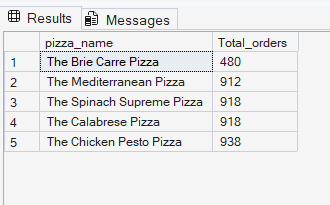 Results Messages
pizza_name Total_orders
1 The Brie Carre Pizza 480
2 The Mediterranean Pizza 912
3 The Spinach Supreme Pizza 918
4 The Calabrese Pizza 918
5 The Chicken Pesto Pizza 938